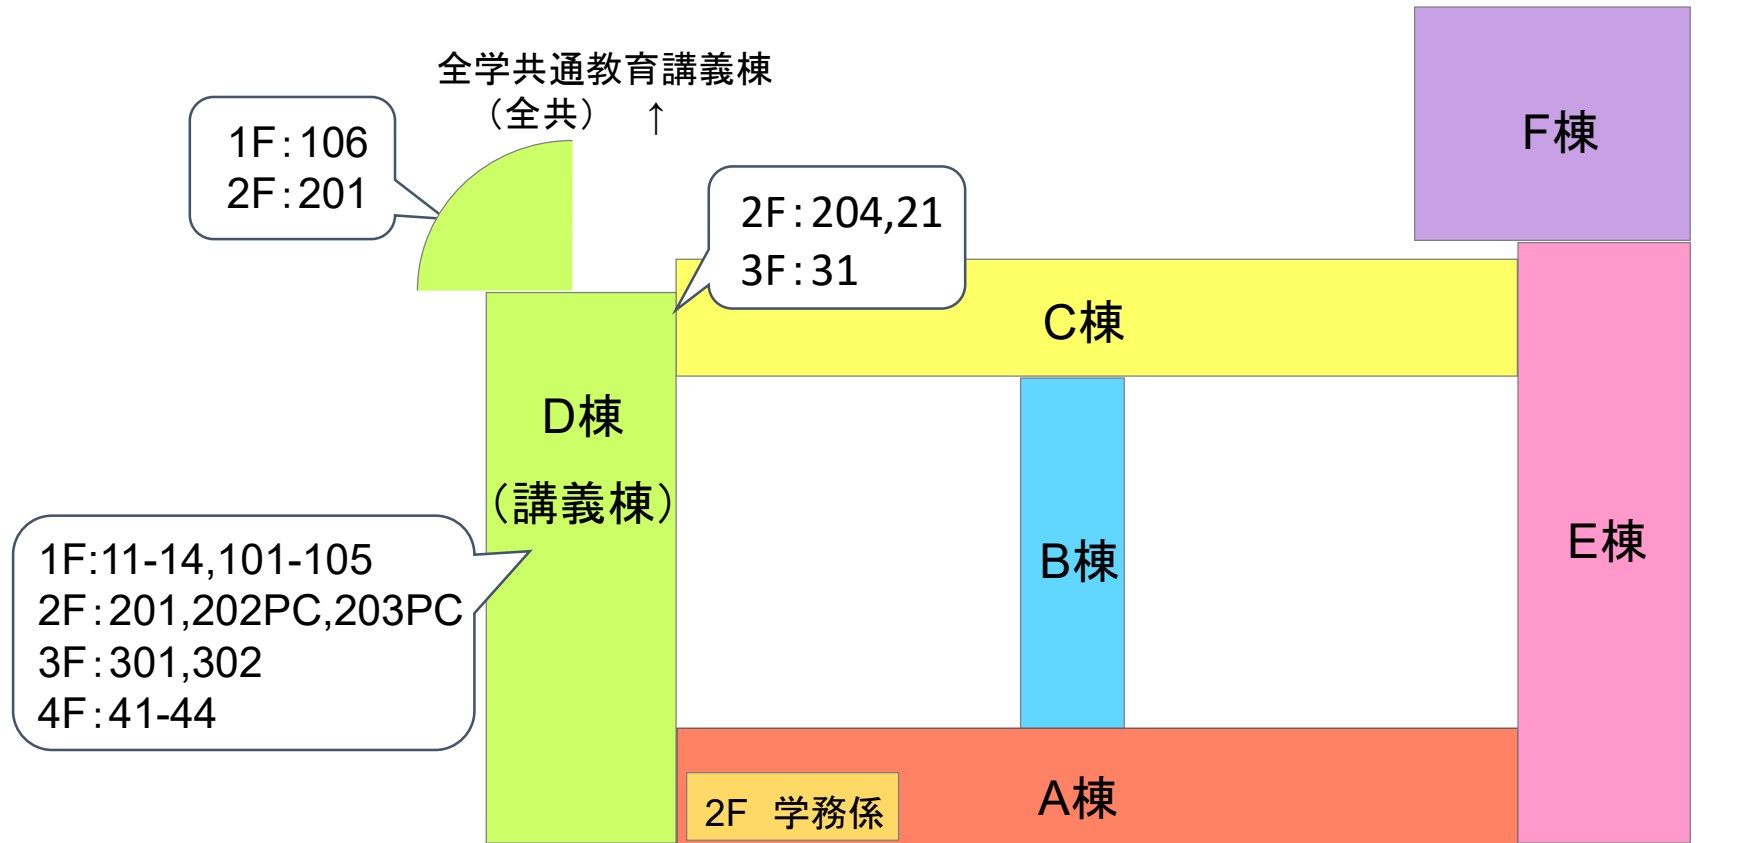 全学共通教育講義棟
（全共） ↑
1F：106
2F：201
2F：204,21
3F：31
F棟
C棟
D棟
（講義棟）
1F:11-14,101-105
2F：201,202PC,203PC
3F：301,302
4F：41-44
B棟
E棟
A棟
2F 学務係